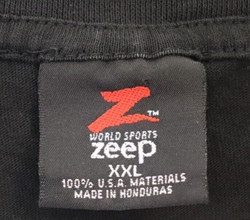 Z™
WORLD SPORTS
zeep
XXL
100% U.S.A. MATERIALS
MADE IN HONDURAS